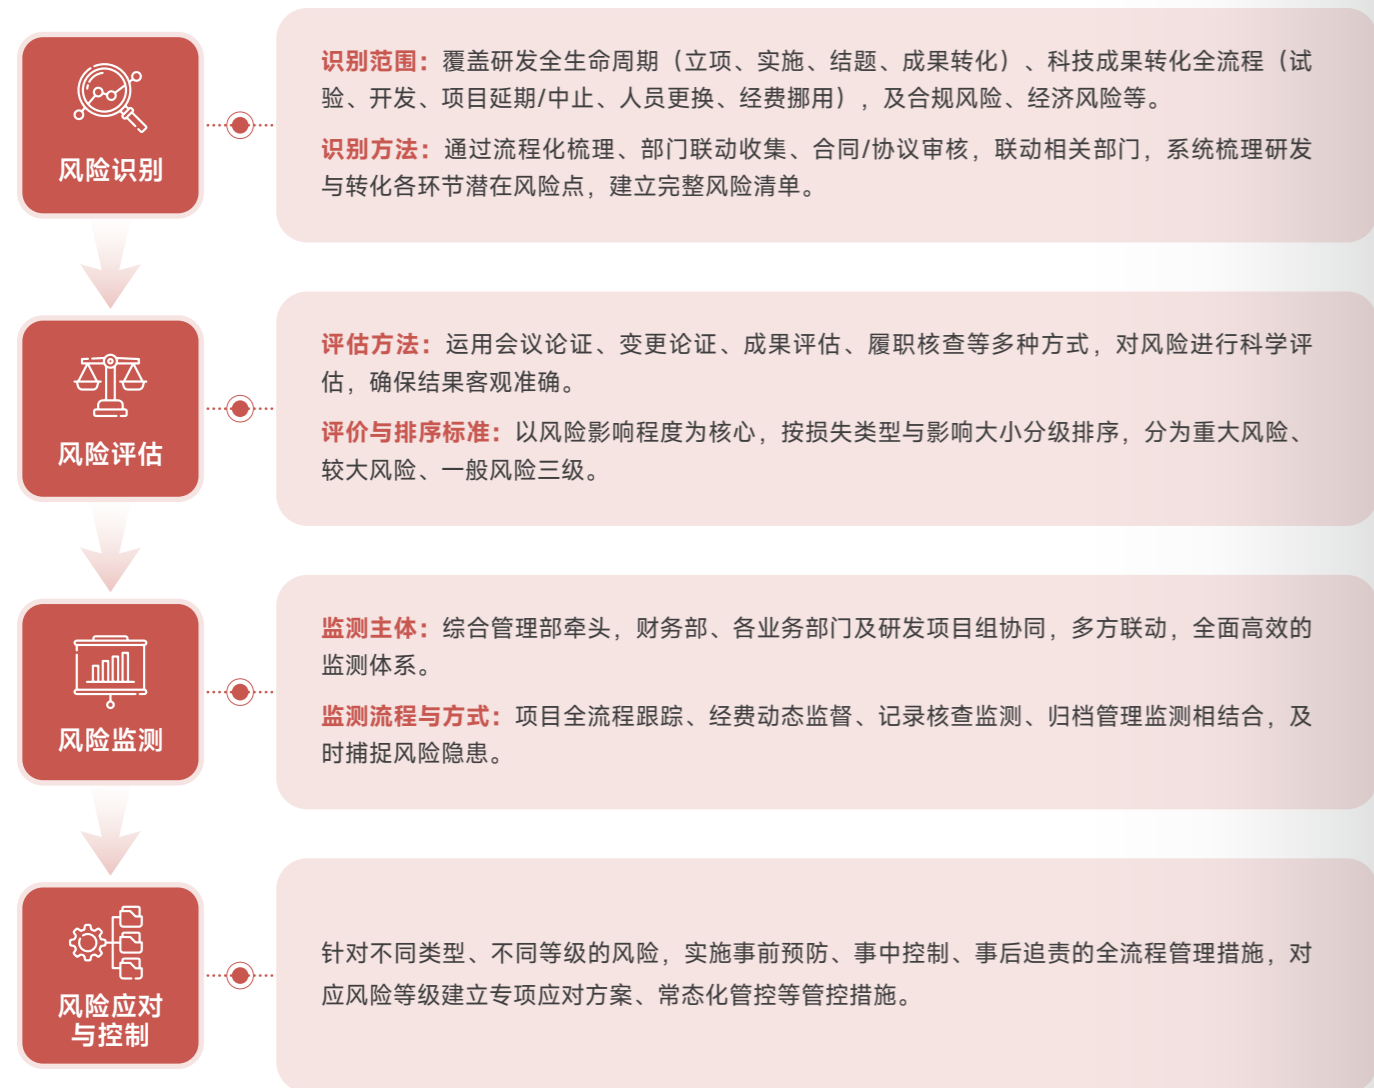 风险识别
识别范围：覆盖研发全生命周期（立项、实施、结题、成果转化）、科技成果转化全流程（试
验、开发、项目延期/中止、人员更换、经费挪用），及合规风险、经济风险等。
识别方法：通过流程化梳理、部门联动收集、合同/协议审核，联动相关部门，系统梳理研发
与转化各环节潜在风险点，建立完整风险清单。
风险评估
评估方法：运用会议论证、变更论证、成果评估、履职核查等多种方式，对风险进行科学评
估，确保结果客观准确。
评价与排序标准：以风险影响程度为核心，按损失类型与影响大小分级排序，分为重大风险、
较大风险、一般风险三级。
风险监测
监测主体：综合管理部牵头，财务部、各业务部门及研发项目组协同，多方联动，全面高效的
监测体系。
监测流程与方式：项目全流程跟踪、经费动态监督、记录核查监测、归档管理监测相结合，及
时捕捉风险隐患。
风险应对
与控制
针对不同类型、不同等级的风险，实施事前预防、事中控制、事后追责的全流程管理措施，对
应风险等级建立专项应对方案、常态化管控等管控措施。